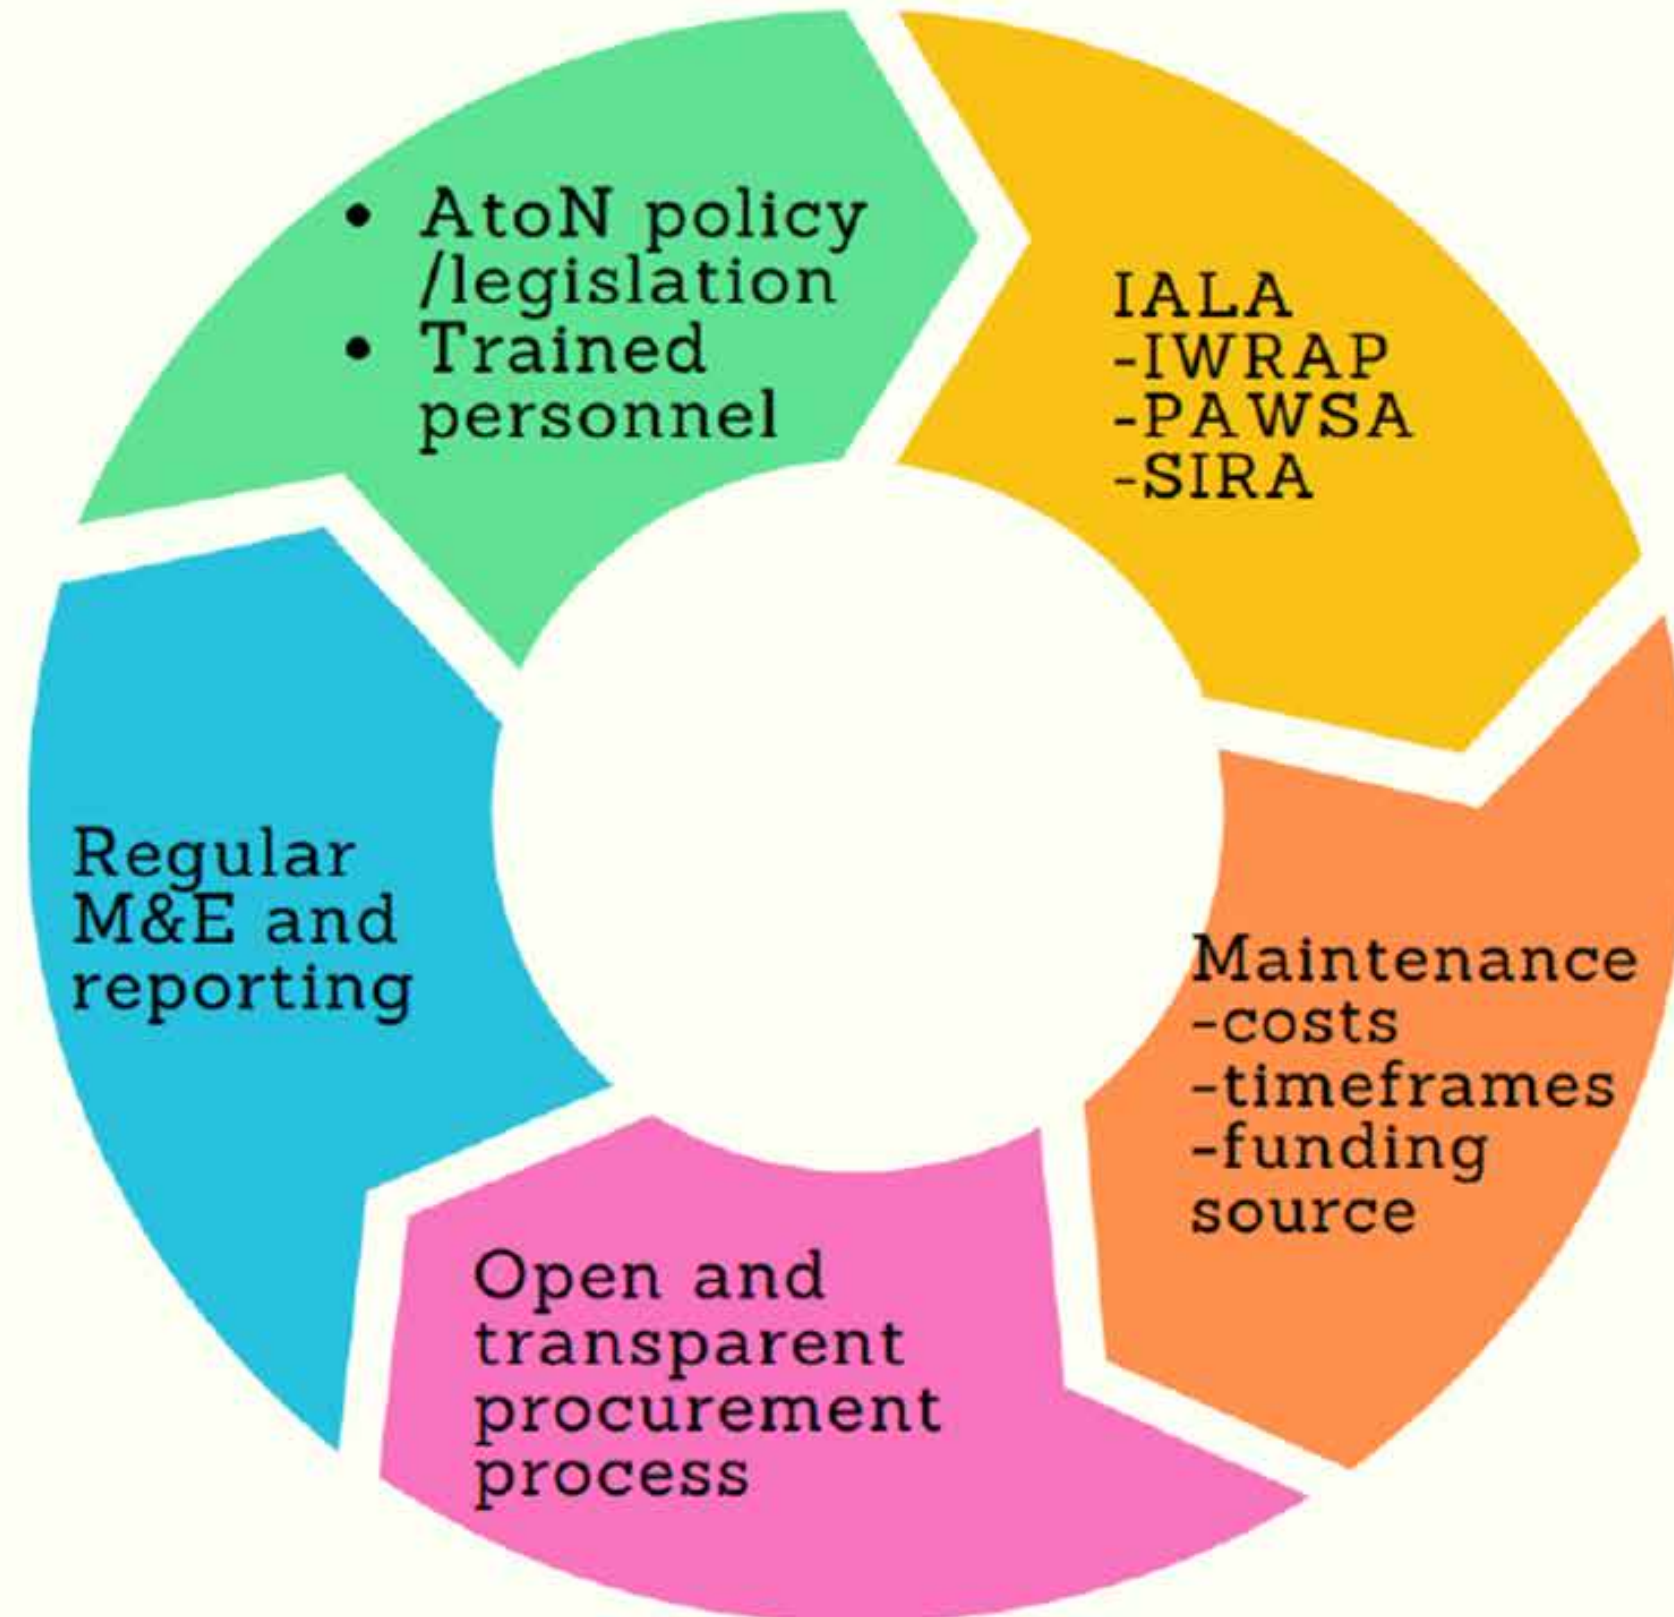 • AtoN policy
/legislation
• Trained
personnel
IALA
-IWRAP
-PAWSA
-SIRA
Maintenance
-costs
-timeframes
-funding
source
Open and
transparent
procurement
process
Regular
M&E and
reporting